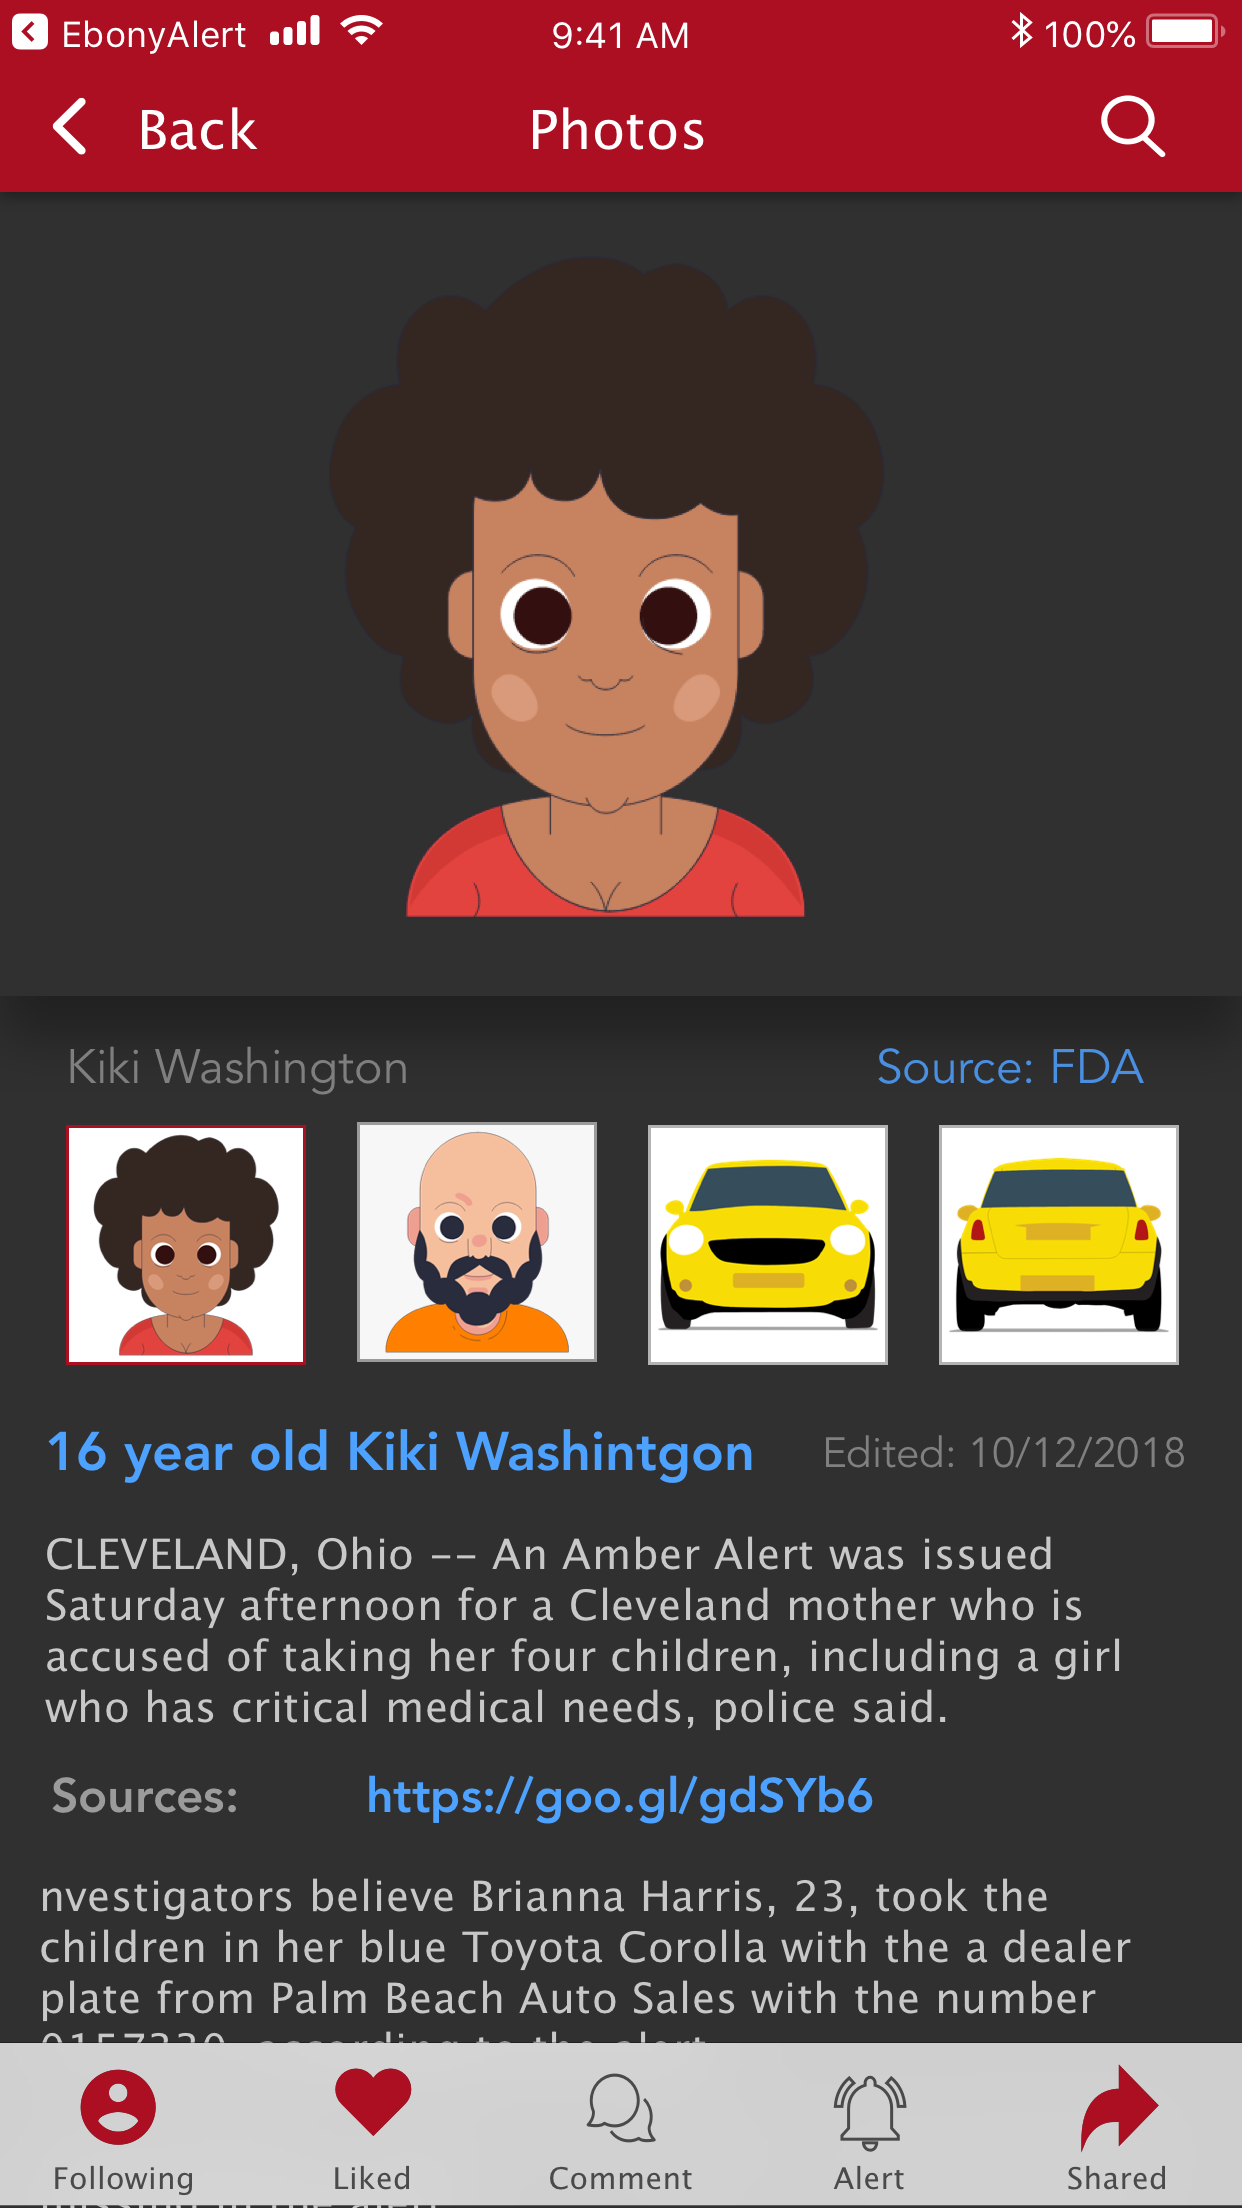 EbonyAlert
9:41 AM
100%
Back
Photos
Kiki Washington
Source: FDA
16 year old Kiki Washintgon
Edited: 10/12/2018
CLEVELAND, Ohio -- An Amber Alert was issued
Saturday afternoon for a Cleveland mother who is
accused of taking her four children, including a girl
who has critical medical needs, police said.
Sources:
https://goo.gl/gdSYb6
nvestigators believe Brianna Harris, 23, took the
children in her blue Toyota Corolla with the a dealer
plate from Palm Beach Auto Sales with the number
according to the alert
Following
Liked
Comment
Alert
Shared